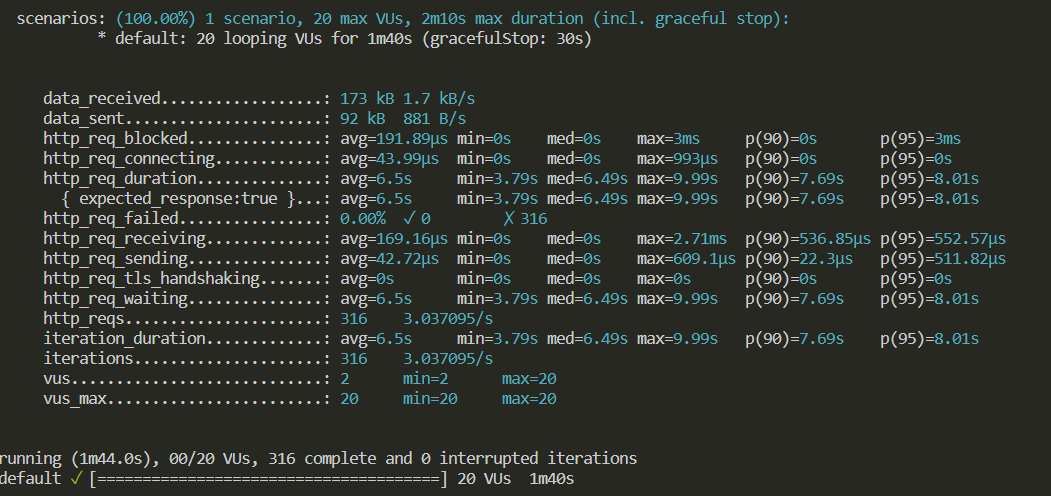 scenarios: (100.00%) 1 scenario, 20 max VUs, 2m10s max duration (incl. graceful stop):
* default: 20 looping VUs for 1m40s (gracefulStop: 30s)
data_received..................: 173 kB 1.7 kB/s
data_sent......................: 92 kB  881 B/s
http_req_blocked...............: avg=191.89µs min=0s    med=0s    max=3ms     p(90)=0s       p(95)=3ms
http_req_connecting............: avg=43.99µs  min=0s    med=0s    max=993µs   p(90)=0s       p(95)=0s
http_req_duration..............: avg=6.5s     min=3.79s med=6.49s max=9.99s   p(90)=7.69s    p(95)=8.01s
{ expected_response:true }...: avg=6.5s     min=3.79s med=6.49s max=9.99s   p(90)=7.69s    p(95)=8.01s
http_req_failed................: 0.00%  ✓ 0        ✗ 316
http_req_receiving.............: avg=169.16µs min=0s    med=0s    max=2.71ms  p(90)=536.85µs p(95)=552.57µs
http_req_sending...............: avg=42.72µs  min=0s    med=0s    max=609.1µs p(90)=22.3µs   p(95)=511.82µs
http_req_tls_handshaking.......: avg=0s       min=0s    med=0s    max=0s      p(90)=0s       p(95)=0s
http_req_waiting...............: avg=6.5s     min=3.79s med=6.49s max=9.99s   p(90)=7.69s    p(95)=8.01s
http_reqs......................: 316    3.037095/s
iteration_duration.............: avg=6.5s     min=3.79s med=6.49s max=9.99s   p(90)=7.69s    p(95)=8.01s
iterations.....................: 316    3.037095/s
vus............................: 2      min=2      max=20
vus_max........................: 20     min=20     max=20
running (1m44.0s), 00/20 VUs, 316 complete and 0 interrupted iterations
default ✓ [======================================] 20 VUs  1m40s